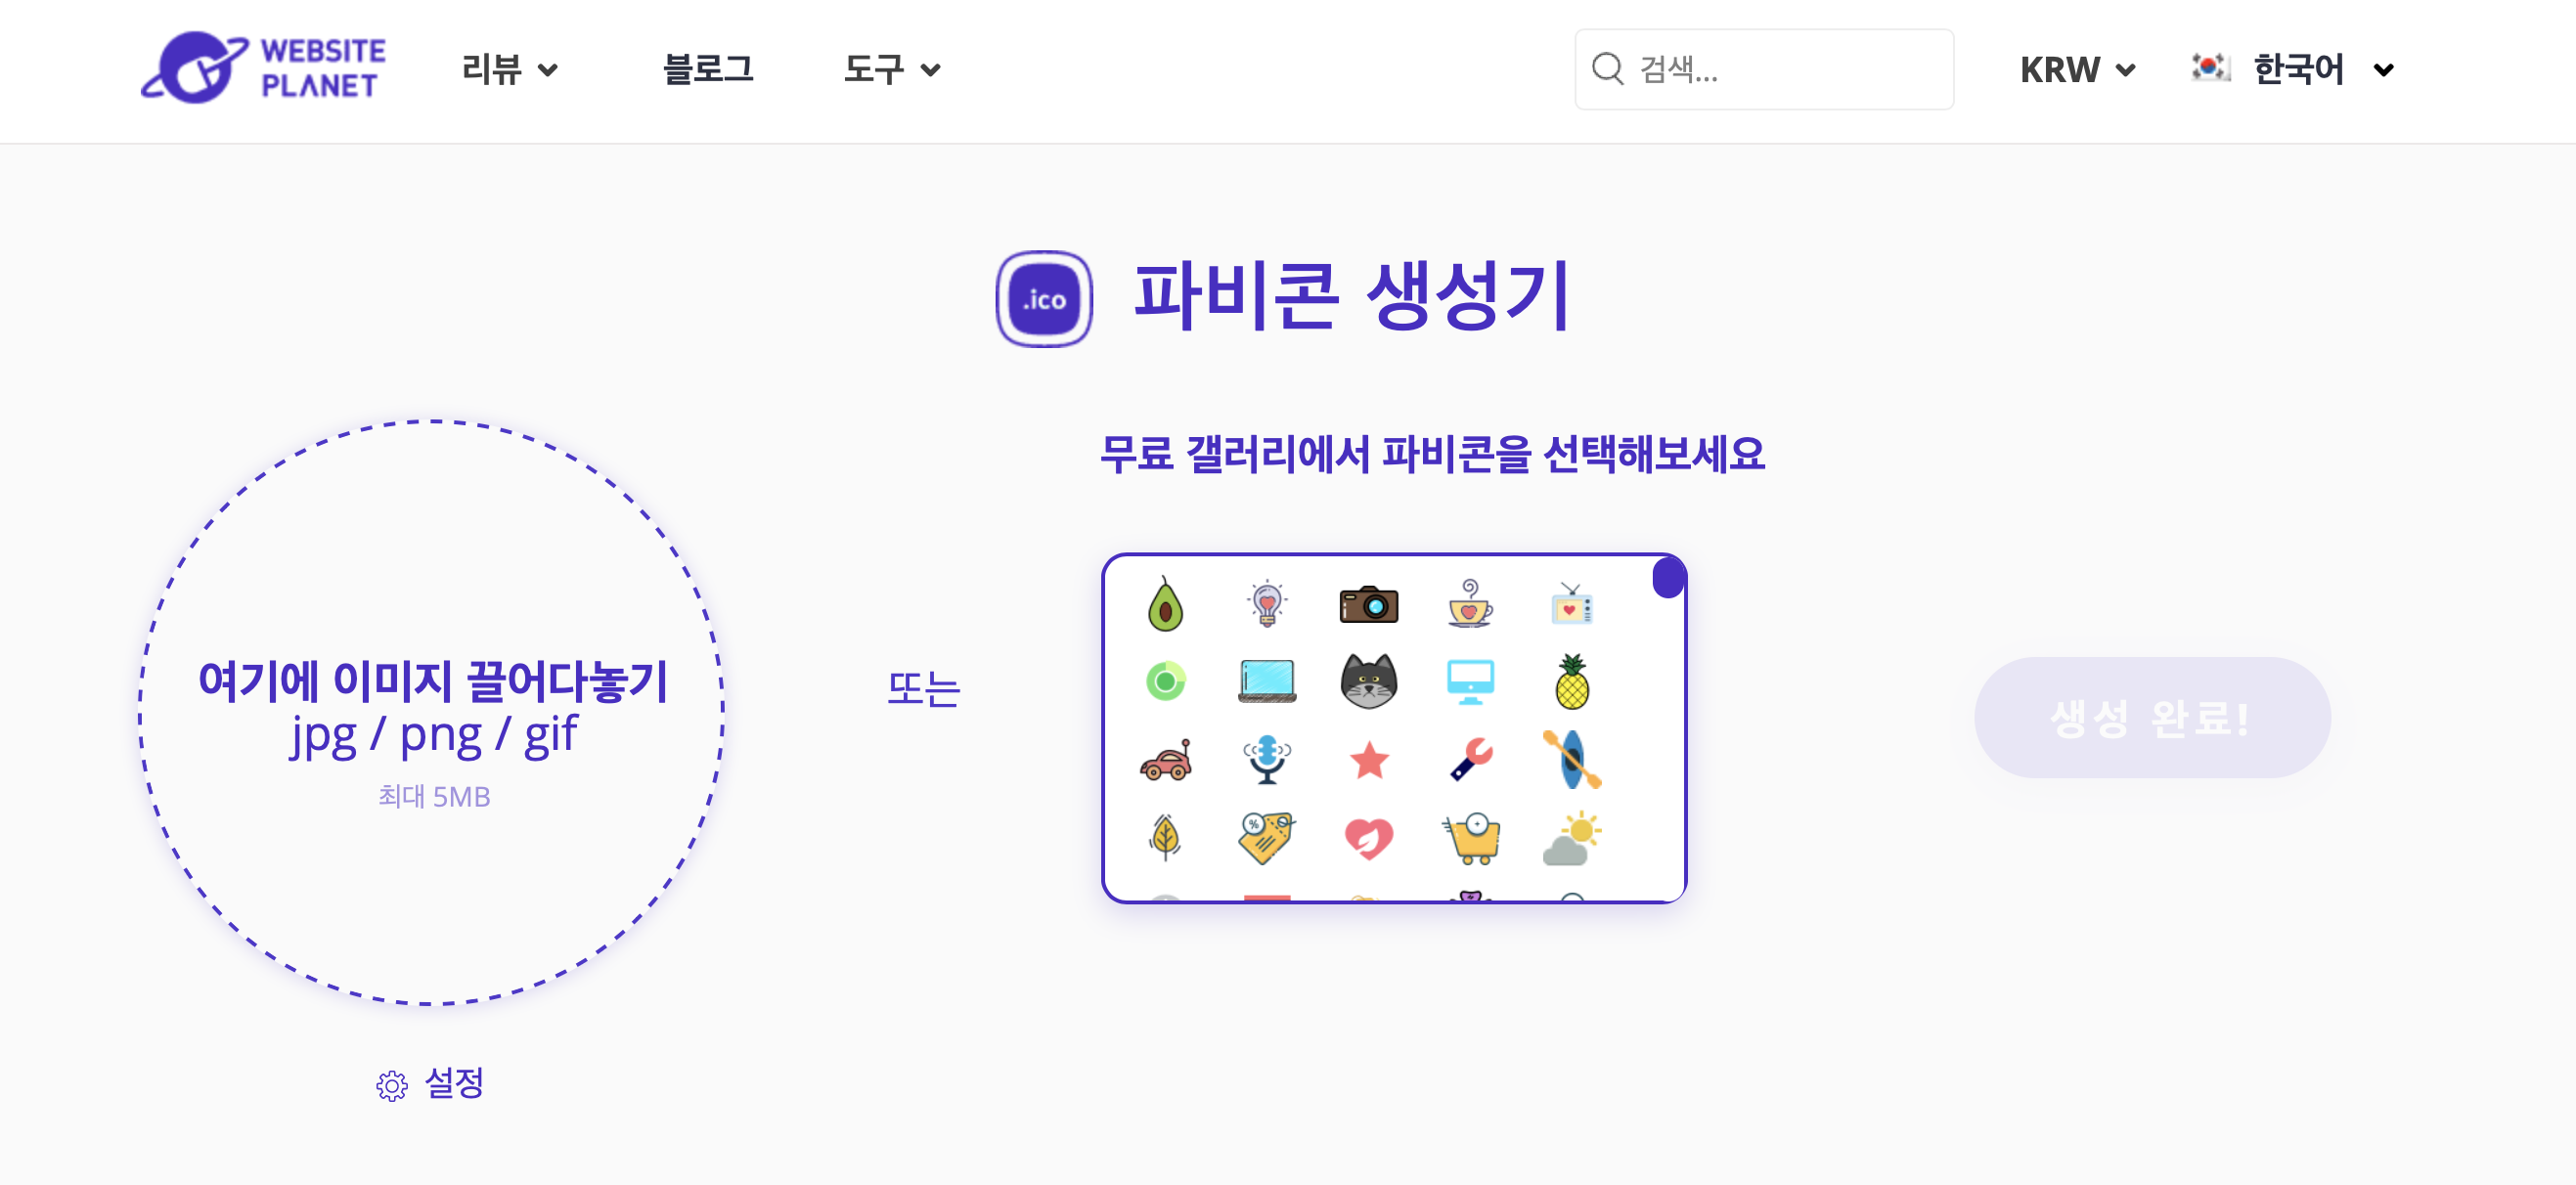 WEBSITE
PLANET
리뷰
블로그
도구
검색...
KRW
한국어
.ico
파비콘 생성기
무료 갤러리에서 파비콘을 선택해보세요
여기에 이미지 끌어다놓기
jpg / png / gif
최대 5MB
또는
%
생성 완료!
설정